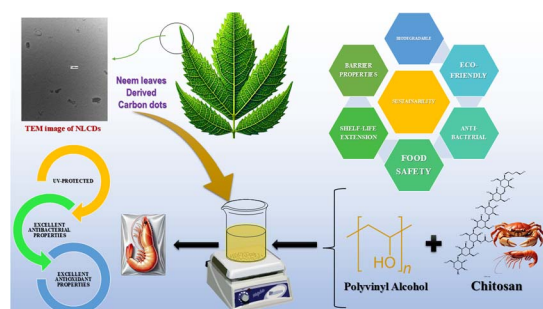 Neem leaves
Derived
Carbon dots
TEM image of NLCDs
BIODEGRADABLE
BARRIER
PROPERTIES
ECO-
FRIENDLY
SUSTAINABILITY
SHELF-LIFE
EXTENSION
ANTI-
BACTERIAL
FOOD
SAFETY
UV-PROTECTED
EXCELLENT
ANTIBACTERIAL
PROPERTIES
EXCELLENT
ANTIOXIDANT
PROPERTIES
HO
n
Polyvinyl Alcohol
+
Chitosan